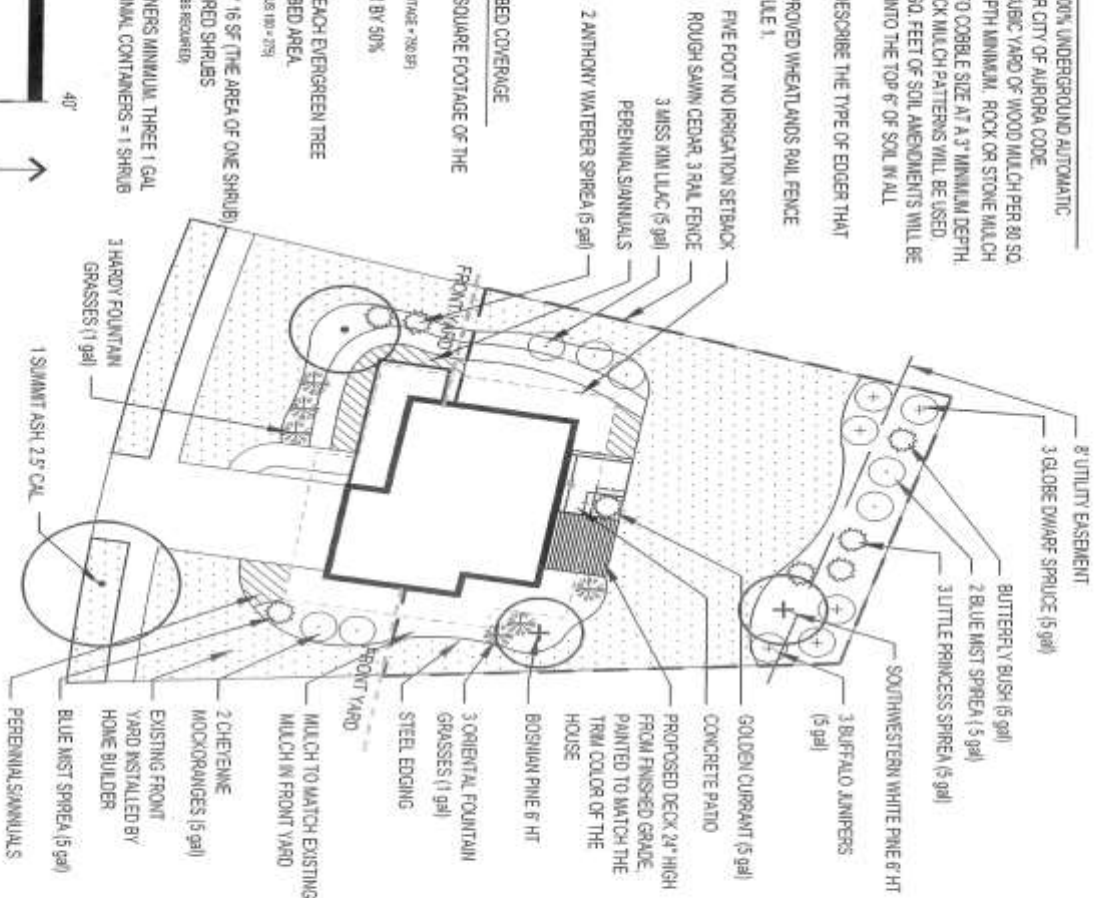 00% UNDERGROUND AUTOMATIC
R CITY OF AURORA CODE.
UBIC YARD OF WOOD MULCH PER 80 SQ.
PTH MINIMUM. ROCK OR STONE MULCH
TO COBBLE SIZE AT A 3" MINIMUM DEPTH.
CK MULCH PATTERNS WILL BE USED.
SQ. FEET OF SOIL AMENDMENTS WILL BE
INTO THE TOP 6" OF SOIL IN ALL
DESCRIBE THE TYPE OF EDGER THAT
PROVED WHEATLANDS RAIL FENCE
ULE 1.
FIVE FOOT NO IRRIGATION SETBACK
ROUGH SAWN CEDAR, 3 RAIL FENCE
3 MISS KIM LILAC (5 gal)
PERENIALS/ANNUALS
2 ANTHONY WATERER SPIREA (5 gal)
BED COVERAGE
SQUARE FOOTAGE OF THE
TAGE = 750 SF)
BY 50%
EACH EVERGREEN TREE
BED AREA.
US 100 = 275)
Y 16 SF (THE AREA OF ONE SHRUB)
RED SHRUBS
BS REQUIRED)
NERS MINIMUM. THREE 1 GAL
NNIAL CONTAINERS = 1 SHRUB
40'
3 HARDY FOUNTAIN
GRASSES (1 gal)
1 SUMMIT ASH, 2.5" CAL
FRONT YARD
FRONT YARD
8' UTILITY EASEMENT
3 GLOBE DWARF SPRUCE (5 gal)
BUTTERFLY BUSH (5 gal)
2 BLUE MIST SPIREA ( 5 gal)
3 LITTLE PRINCESS SPIREA (5 gal)
SOUTHWESTERN WHITE PINE 6' HT
3 BUFFALO JUNIPERS
(5 gal)
GOLDEN CURRANT (5 gal)
CONCRETE PATIO
PROPOSED DECK 24" HIGH
FROM FINISHED GRADE,
PAINTED TO MATCH THE
TRIM COLOR OF THE
HOUSE
BOSNIAN PINE 6' HT
3 ORIENTAL FOUNTAIN
GRASSES (1 gal)
STEEL EDGING
MULCH TO MATCH EXISTING
MULCH IN FRONT YARD
2 CHEYENNE
MOCKORANGES (5 gal)
EXISTING FRONT
YARD INSTALLED BY
HOME BUILDER
BLUE MIST SPIREA (5 gal)
PERENNIALS/ANNUALS